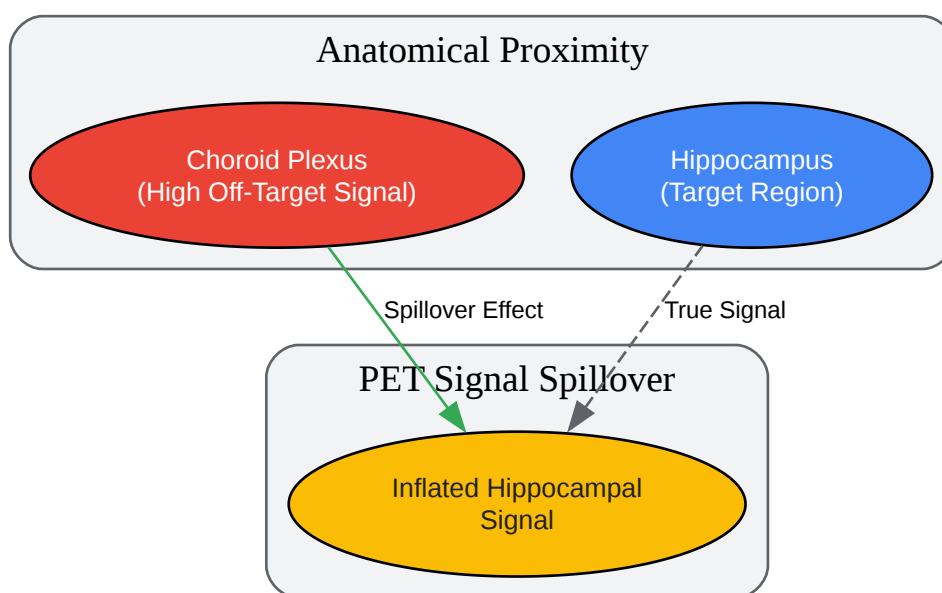 Anatomical Proximity
Choroid Plexus
(High Off-Target Signal)
Hippocampus
(Target Region)
Spillover Effect
True Signal
PET Signal Spillover
Inflated Hippocampal
Signal